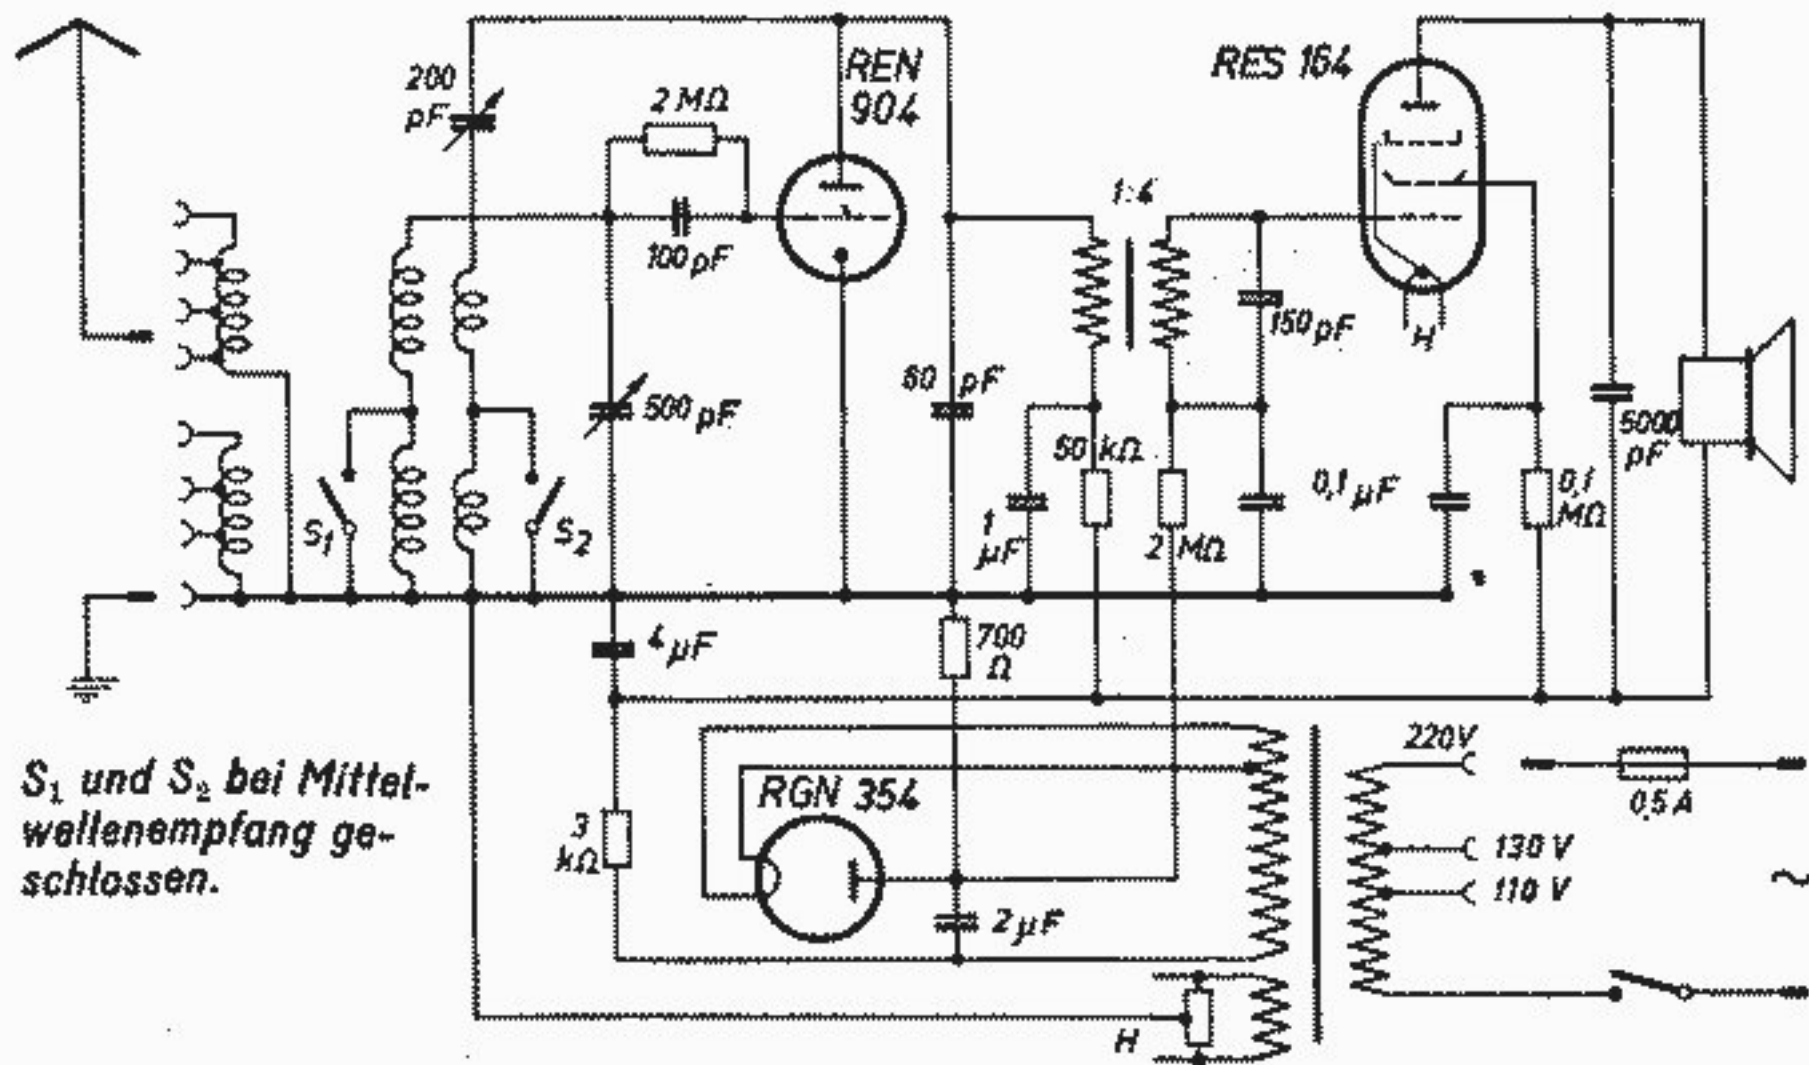 200
pF
2 MΩ
REN
904
RES 164
1:4
100 pF
150 pF
H
500 pF
60 pF
50 kΩ
5000
pF
S1
S2
1
µF
2 MΩ
0,1 µF
0,1
MΩ
4 µF
700
Ω
S₁ und S₂ bei Mittel-
wellenempfang ge-
schlossen.
3
kΩ
RGN 354
2 µF
220V
0,5 A
130 V
110 V
~
H